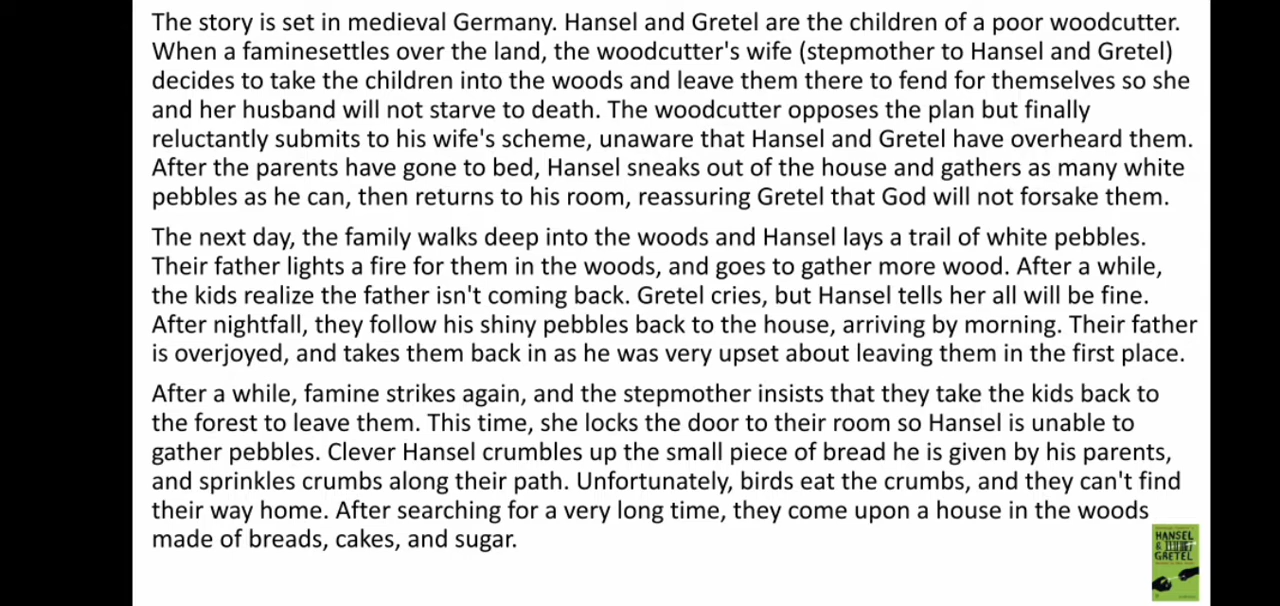 The story is set in medieval Germany. Hansel and Gretel are the children of a poor woodcutter.
When a faminesettles over the land, the woodcutter's wife (stepmother to Hansel and Gretel)
decides to take the children into the woods and leave them there to fend for themselves so she
and her husband will not starve to death. The woodcutter opposes the plan but finally
reluctantly submits to his wife's scheme, unaware that Hansel and Gretel have overheard them.
After the parents have gone to bed, Hansel sneaks out of the house and gathers as many white
pebbles as he can, then returns to his room, reassuring Gretel that God will not forsake them.
The next day, the family walks deep into the woods and Hansel lays a trail of white pebbles.
Their father lights a fire for them in the woods, and goes to gather more wood. After a while,
the kids realize the father isn't coming back. Gretel cries, but Hansel tells her all will be fine.
After nightfall, they follow his shiny pebbles back to the house, arriving by morning. Their father
is overjoyed, and takes them back in as he was very upset about leaving them in the first place.
After a while, famine strikes again, and the stepmother insists that they take the kids back to
the forest to leave them. This time, she locks the door to their room so Hansel is unable to
gather pebbles. Clever Hansel crumbles up the small piece of bread he is given by his parents,
and sprinkles crumbs along their path. Unfortunately, birds eat the crumbs, and they can't find
their way home. After searching for a very long time, they come upon a house in the woods
made of breads, cakes, and sugar.
HANSEL
&
GRETEL